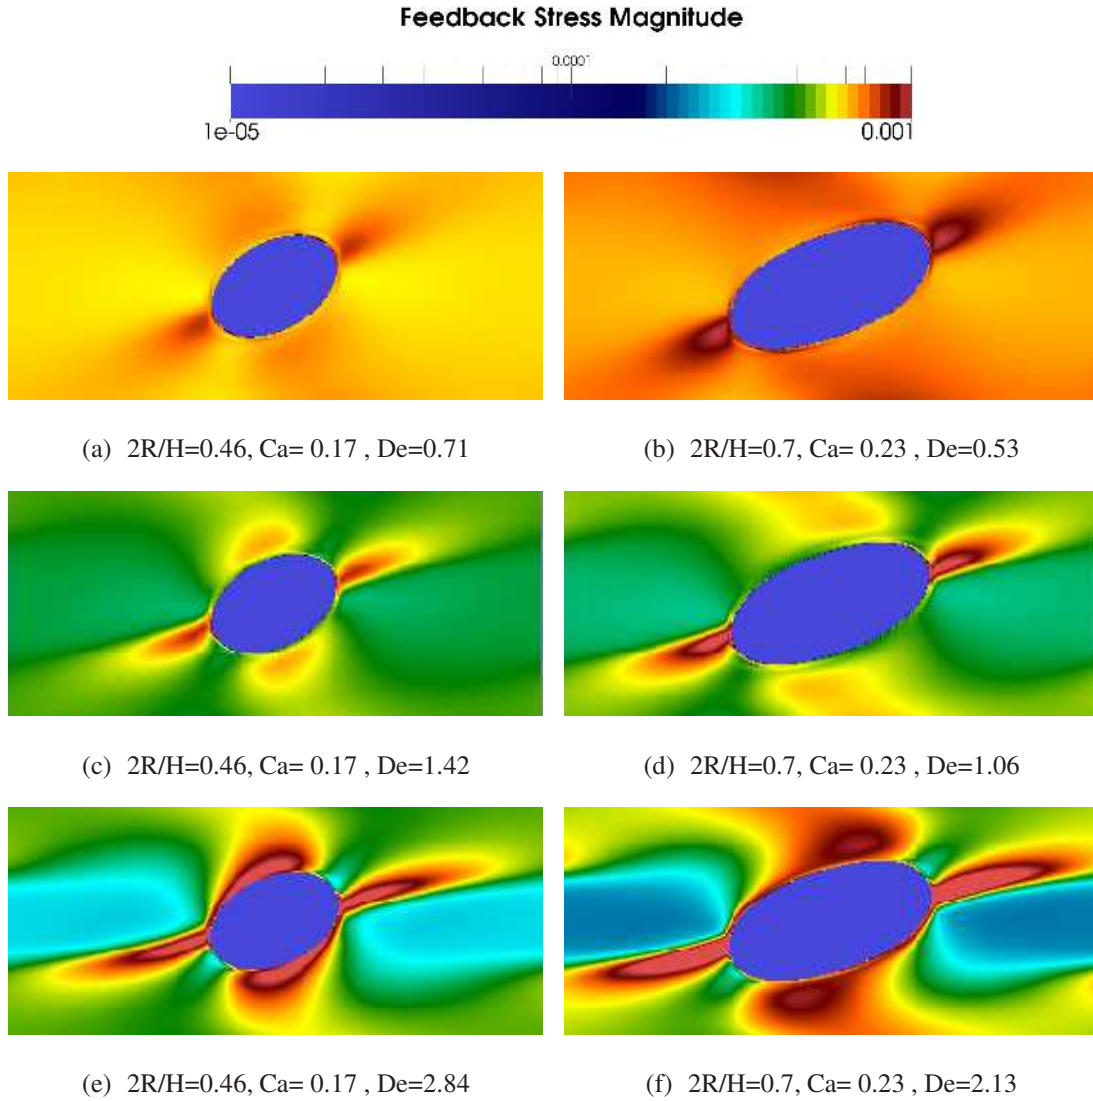 Feedback Stress Magnitude
0.0001
1e-05 0.001
(a) 2R/H=0.46, Ca= 0.17 , De=0.71
(b) 2R/H=0.7, Ca= 0.23 , De=0.53
(c) 2R/H=0.46, Ca= 0.17 , De=1.42
(d) 2R/H=0.7, Ca= 0.23 , De=1.06
(e) 2R/H=0.46, Ca= 0.17 , De=2.84
(f) 2R/H=0.7, Ca= 0.23 , De=2.13